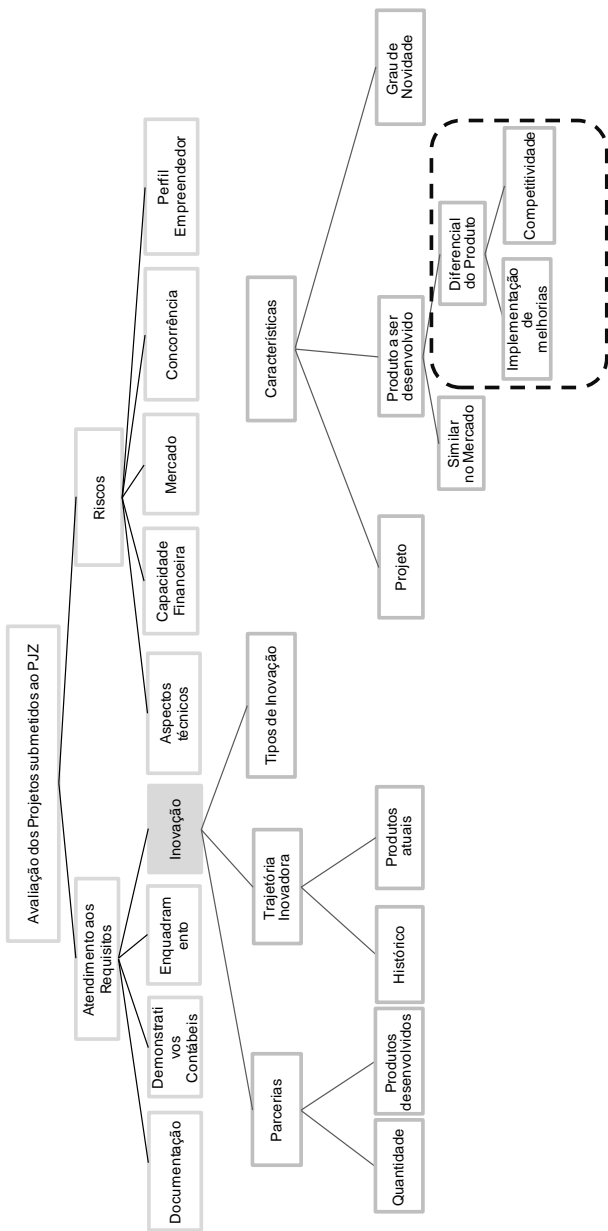 Avaliação dos Projetos submetidos ao PJZ
Atendimento aos
Requisitos
Riscos
Documentação
Demonstrati
vos
Contábeis
Enquadram
ento
Inovação
Aspectos
técnicos
Capacidade
Financeira
Mercado
Concorrência
Perfil
Empreendedor
Parcerias
Trajetória
Inovadora
Tipos de Inovação
Características
Quantidade
Produtos
desenvolvidos
Histórico
Produtos
atuais
Projeto
Produto a ser
desenvolvido
Grau de
Novidade
Similar
no Mercado
Diferencial
do Produto
Implementação
de
melhorias
Competitividade